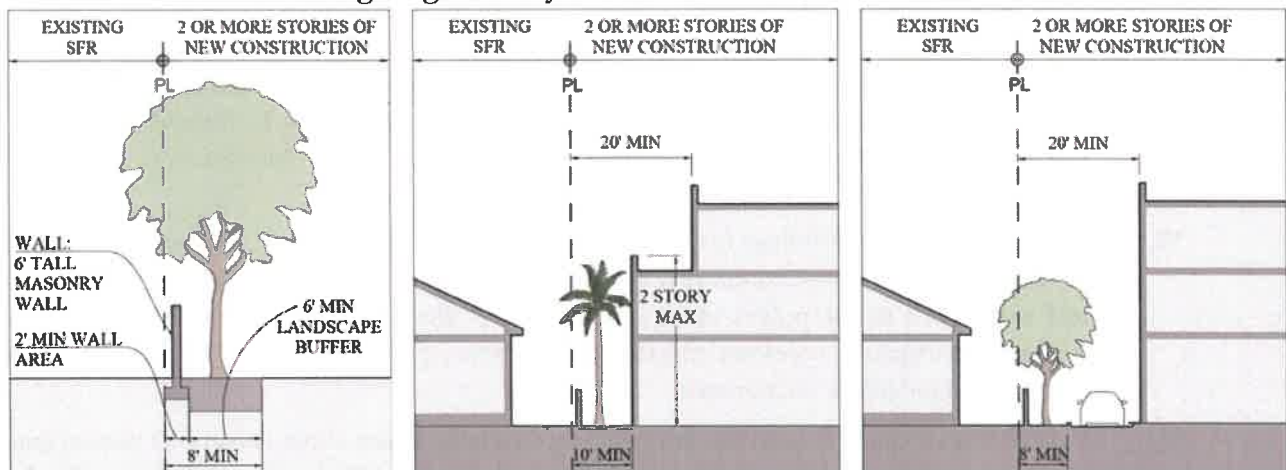 EXISTING
SFR
2 OR MORE STORIES OF
NEW CONSTRUCTION
PL
WALL:
6' TALL
MASONRY
WALL
2' MIN WALL
AREA
6' MIN
LANDSCAPE
BUFFER
8' MIN
EXISTING
SFR
2 OR MORE STORIES OF
NEW CONSTRUCTION
PL
20' MIN
2 STORY
MAX
10' MIN
EXISTING
SFR
2 OR MORE STORIES OF
NEW CONSTRUCTION
PL
20' MIN
8' MIN